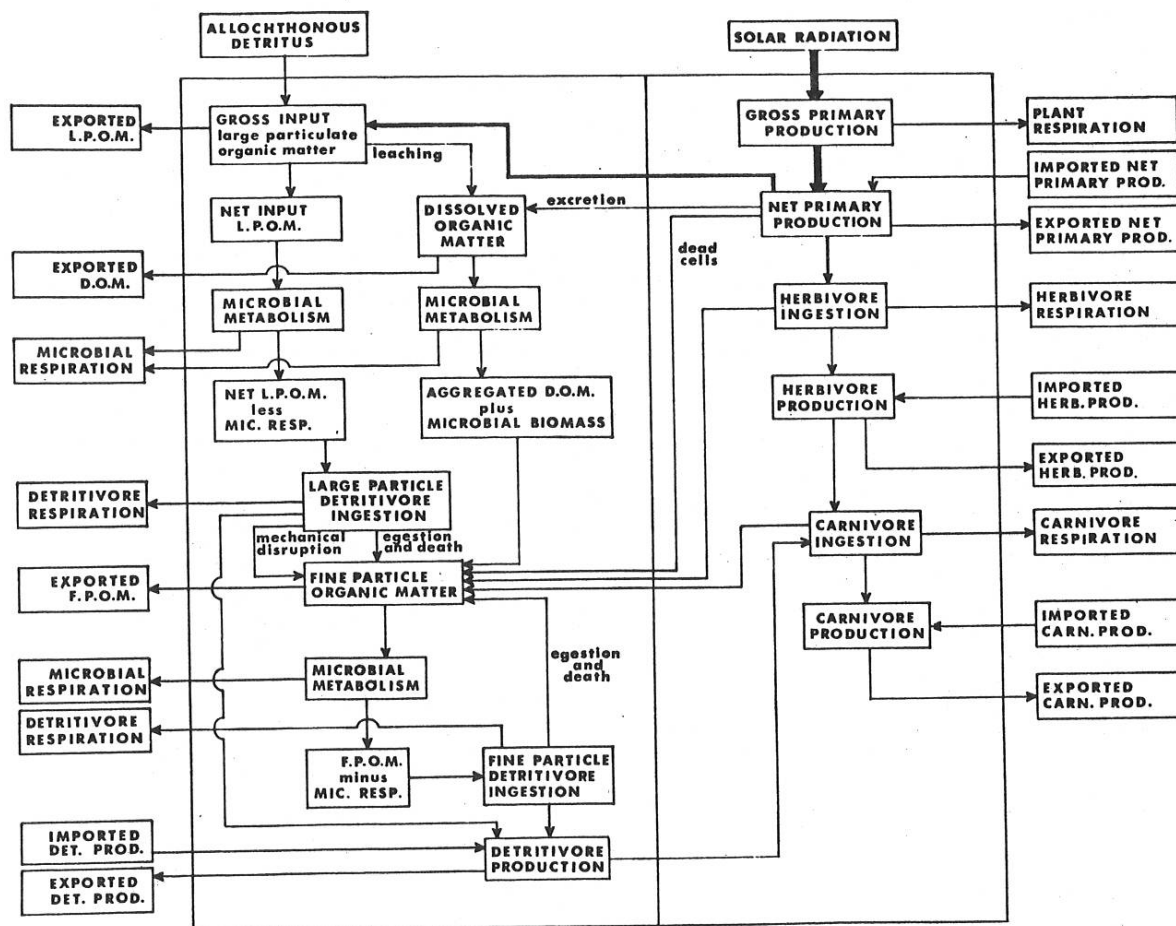 ALLOCHTHONOUS
DETRITUS
SOLAR RADIATION
EXPORTED
L.P.O.M.
GROSS INPUT
large particulate
organic matter
leaching
GROSS PRIMARY
PRODUCTION
PLANT
RESPIRATION
IMPORTED NET
PRIMARY PROD.
NET INPUT
L.P.O.M.
DISSOLVED
ORGANIC
MATTER
excretion
NET PRIMARY
PRODUCTION
EXPORTED NET
PRIMARY PROD.
dead
cells
EXPORTED
D.O.M.
MICROBIAL
METABOLISM
MICROBIAL
METABOLISM
HERBIVORE
INGESTION
HERBIVORE
RESPIRATION
MICROBIAL
RESPIRATION
NET L.P.O.M.
less
MIC. RESP.
AGGREGATED D.O.M.
plus
MICROBIAL BIOMASS
HERBIVORE
PRODUCTION
IMPORTED
HERB. PROD.
EXPORTED
HERB. PROD.
DETRITIVORE
RESPIRATION
LARGE PARTICLE
DETRITIVORE
INGESTION
mechanical
disruption
egestion
and death
CARNIVORE
INGESTION
CARNIVORE
RESPIRATION
EXPORTED
F.P.O.M.
FINE PARTICLE
ORGANIC MATTER
CARNIVORE
PRODUCTION
IMPORTED
CARN. PROD.
MICROBIAL
RESPIRATION
MICROBIAL
METABOLISM
egestion
and
death
EXPORTED
CARN. PROD.
DETRITIVORE
RESPIRATION
F.P.O.M.
minus
MIC. RESP.
FINE PARTICLE
DETRITIVORE
INGESTION
IMPORTED
DET. PROD.
DETRITIVORE
PRODUCTION
EXPORTED
DET. PROD.